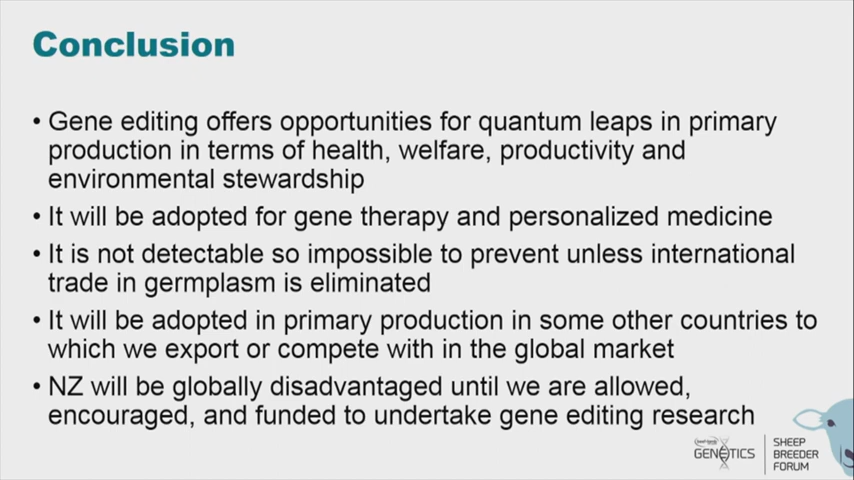 Conclusion
• Gene editing offers opportunities for quantum leaps in primary
production in terms of health, welfare, productivity and
environmental stewardship
• It will be adopted for gene therapy and personalized medicine
• It is not detectable so impossible to prevent unless international
trade in germplasm is eliminated
• It will be adopted in primary production in some other countries to
which we export or compete with in the global market
• NZ will be globally disadvantaged until we are allowed,
encouraged, and funded to undertake gene editing research
GENETICS
SHEEP
BREEDER
FORUM